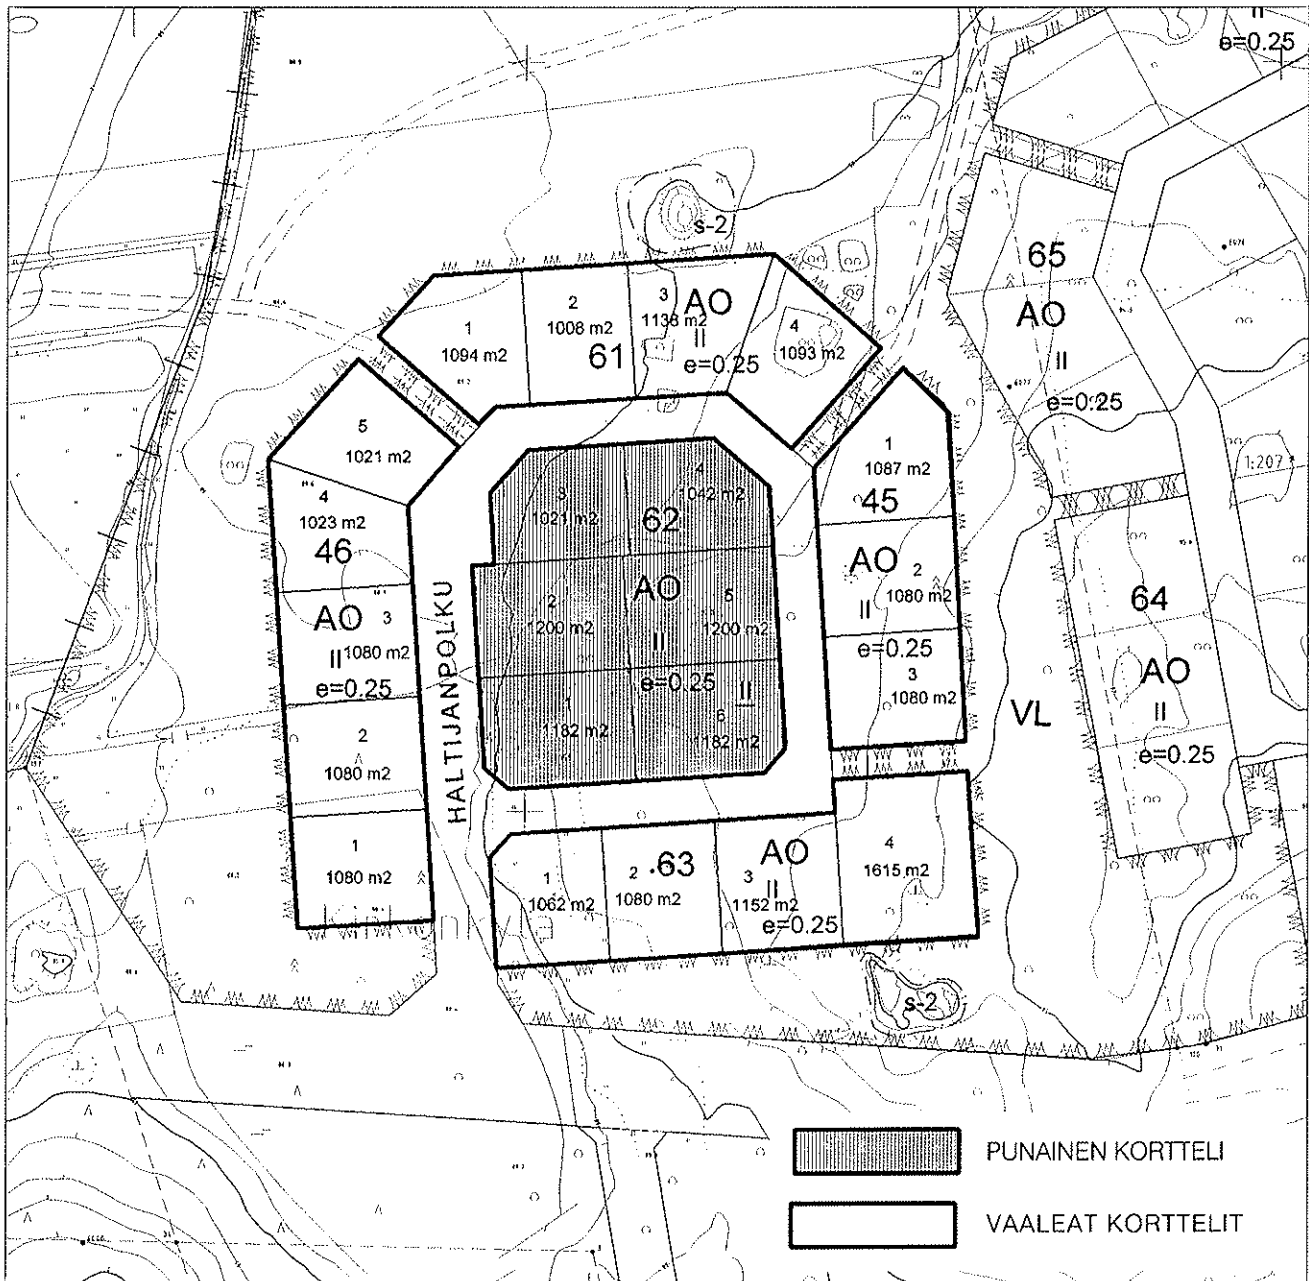 II
e=0.25
s-2
65
AO
II
e=0.25
1
1094 m2
2
1008 m2
61
3
1138 m2
AO
II
e=0.25
4
1093 m2
5
1021 m2
4
1023 m2
46
AO
3
1080 m2
II
e=0.25
2
1080 m2
1
1080 m2
HALTIJANPOLKU
3
1021 m2
4
1042 m2
62
AO
II
e=0.25
2
1200 m2
5
1200 m2
1
1182 m2
II
6
1182 m2
1
1087 m2
45
AO
II
2
1080 m2
e=0.25
3
1080 m2
VL
1:207
64
AO
II
e=0.25
1
1062 m2
2
63
1080 m2
3
1152 m2
AO
II
e=0.25
4
1615 m2
s-2
PUNAINEN KORTTELI
VAALEAT KORTTELIT